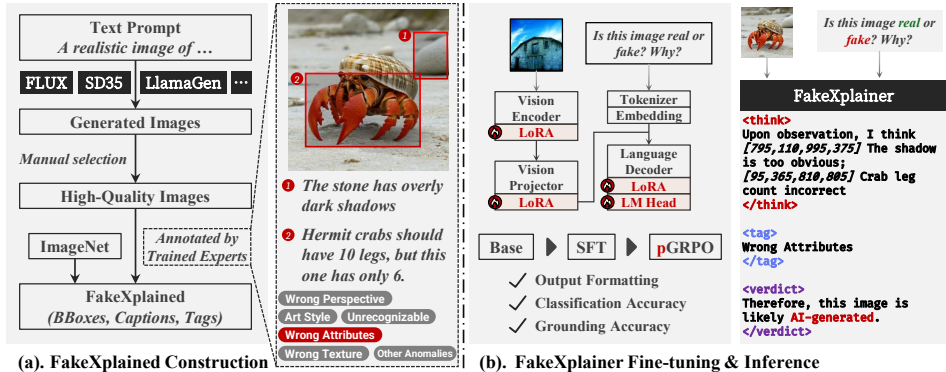 Text Prompt
A realistic image of …
FLUX
SD35
LlamaGen
...
Generated Images
Manual selection
High-Quality Images
ImageNet
Annotated by
Trained Experts
FakeXplained
(BBoxes, Captions, Tags)
(a). FakeXplained Construction
1
2
1 The stone has overly
dark shadows
2 Hermit crabs should
have 10 legs, but this
one has only 6.
Wrong Perspective
Art Style
Unrecognizable
Wrong Attributes
Wrong Texture
Other Anomalies
Is this image real or
fake? Why?
Vision
Encoder
LoRA
Vision
Projector
LoRA
Tokenizer
Embedding
Language
Decoder
LoRA
LM Head
Base
SFT
pGRPO
✓ Output Formatting
✓ Classification Accuracy
✓ Grounding Accuracy
Is this image real or
fake? Why?
FakeXplainer
<think>
Upon observation, I think
[795,110,995,375] The shadow
is too obvious;
[95,365,810,805] Crab leg
count incorrect
</think>
<tag>
Wrong Attributes
</tag>
<verdict>
Therefore, this image is
likely AI-generated.
</verdict>
(b). FakeXplainer Fine-tuning & Inference